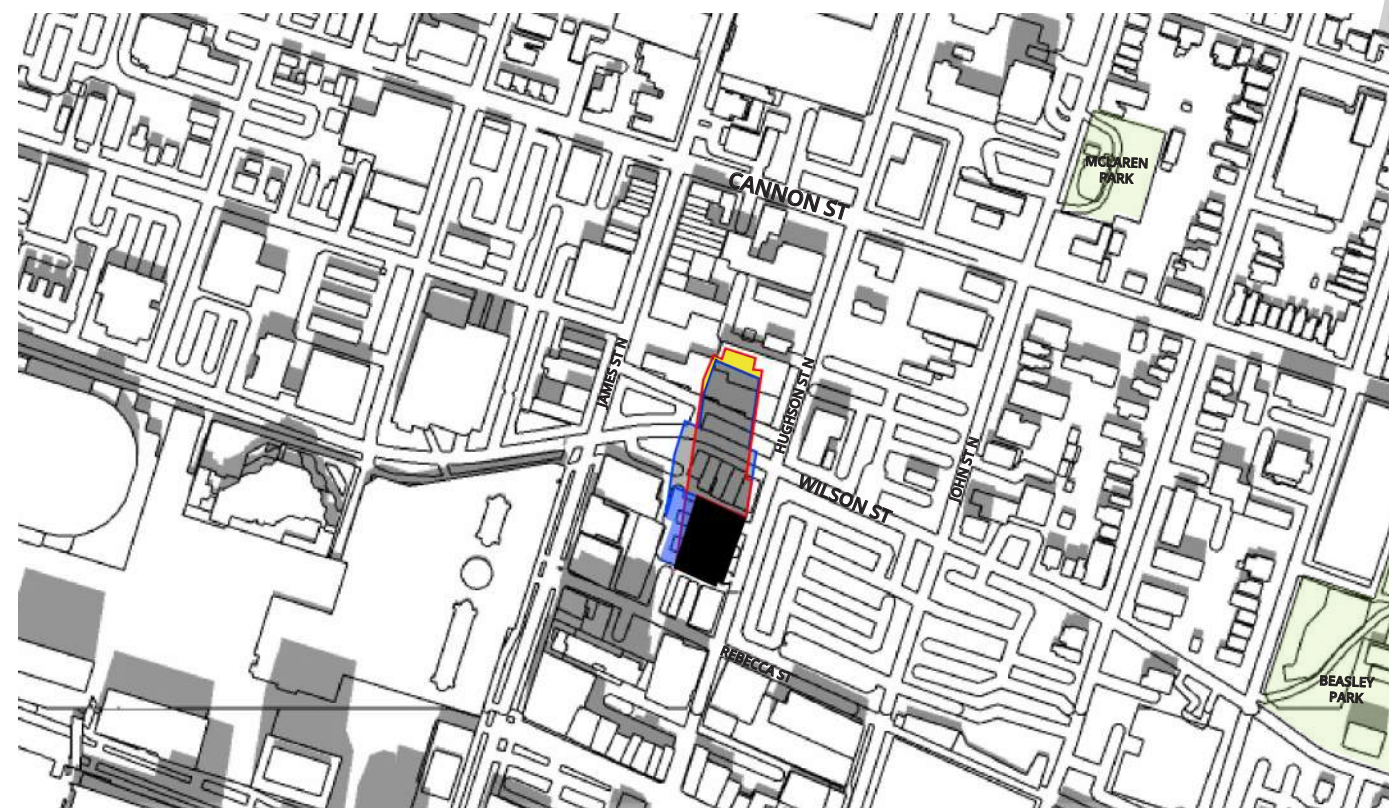 MCLAREN
PARK
CANNON ST
JAMES ST N
HUGHSON ST N
JOHN ST N
WILSON ST
REBECCA ST
BEASLEY
PARK